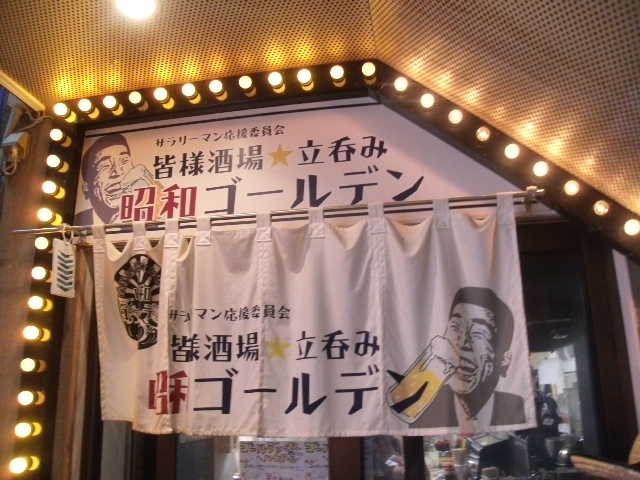 サラリーマン応援委員会
皆様酒場★立呑み
昭和ゴールデン
サラリーマン応援委員会
皆様酒場★立呑み
昭和ゴールデン